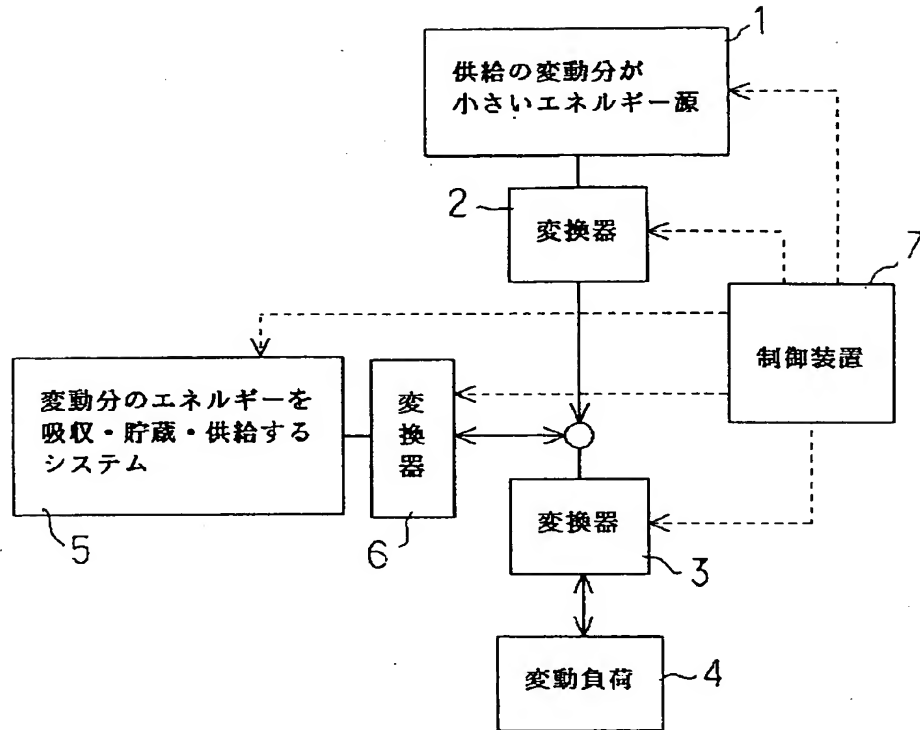 1
供給の変動分が
小さいエネルギー源
2
変換器
7
制御装置
変動分のエネルギーを
吸収・貯蔵・供給する
システム
5
変換器
6
変換器
3
変動負荷
4